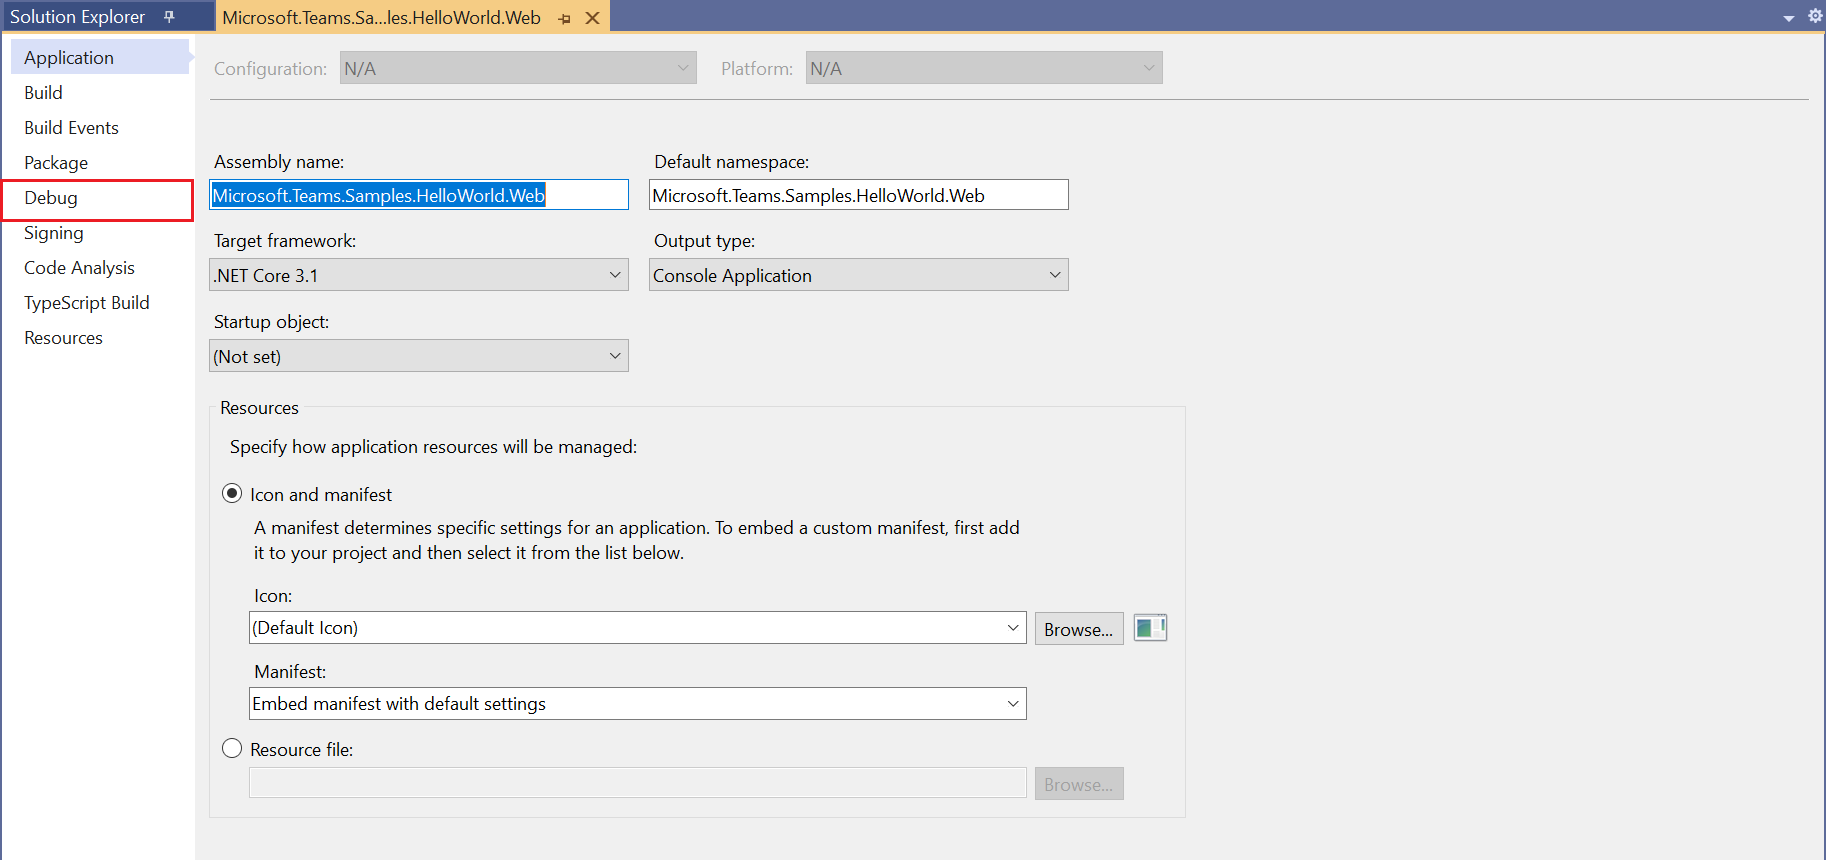 Solution Explorer
Microsoft.Teams.Sa...les.HelloWorld.Web
Application
Build
Build Events
Package
Debug
Signing
Code Analysis
TypeScript Build
Resources
Configuration: N/A Platform: N/A
Assembly name: Default namespace:
Microsoft.Teams.Samples.HelloWorld.Web Microsoft.Teams.Samples.HelloWorld.Web
Target framework: Output type:
.NET Core 3.1 Console Application
Startup object:
(Not set)
Resources
Specify how application resources will be managed:
Icon and manifest
A manifest determines specific settings for an application. To embed a custom manifest, first add
it to your project and then select it from the list below.
Icon:
(Default Icon) Browse...
Manifest:
Embed manifest with default settings
Resource file:
Browse...